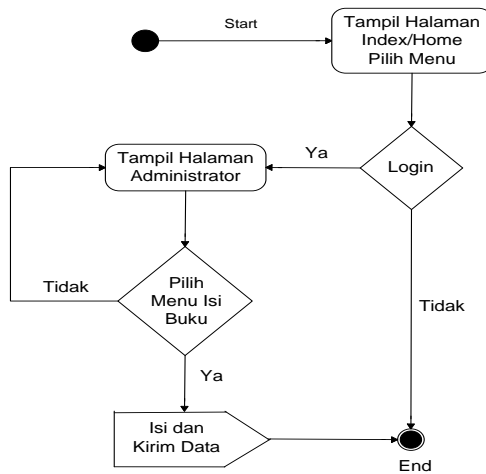 Start
Tampil Halaman
Index/Home
Pilih Menu
Ya
Login
Tampil Halaman
Administrator
Tidak
Pilih
Menu Isi
Buku
Tidak
Ya
Isi dan
Kirim Data
End